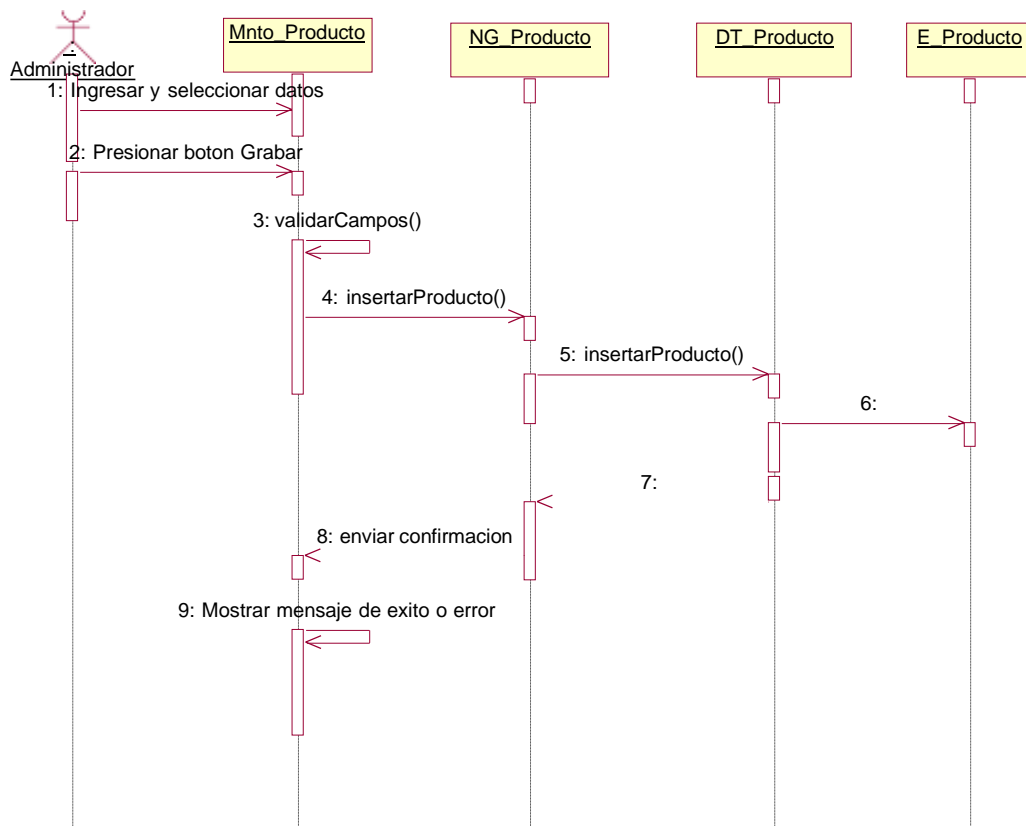 Mnto_Producto
NG_Producto
DT_Producto
E_Producto
:
Administrador
1: Ingresar y seleccionar datos
2: Presionar boton Grabar
3: validarCampos()
4: insertarProducto()
5: insertarProducto()
6:
7:
8: enviar confirmacion
9: Mostrar mensaje de exito o error